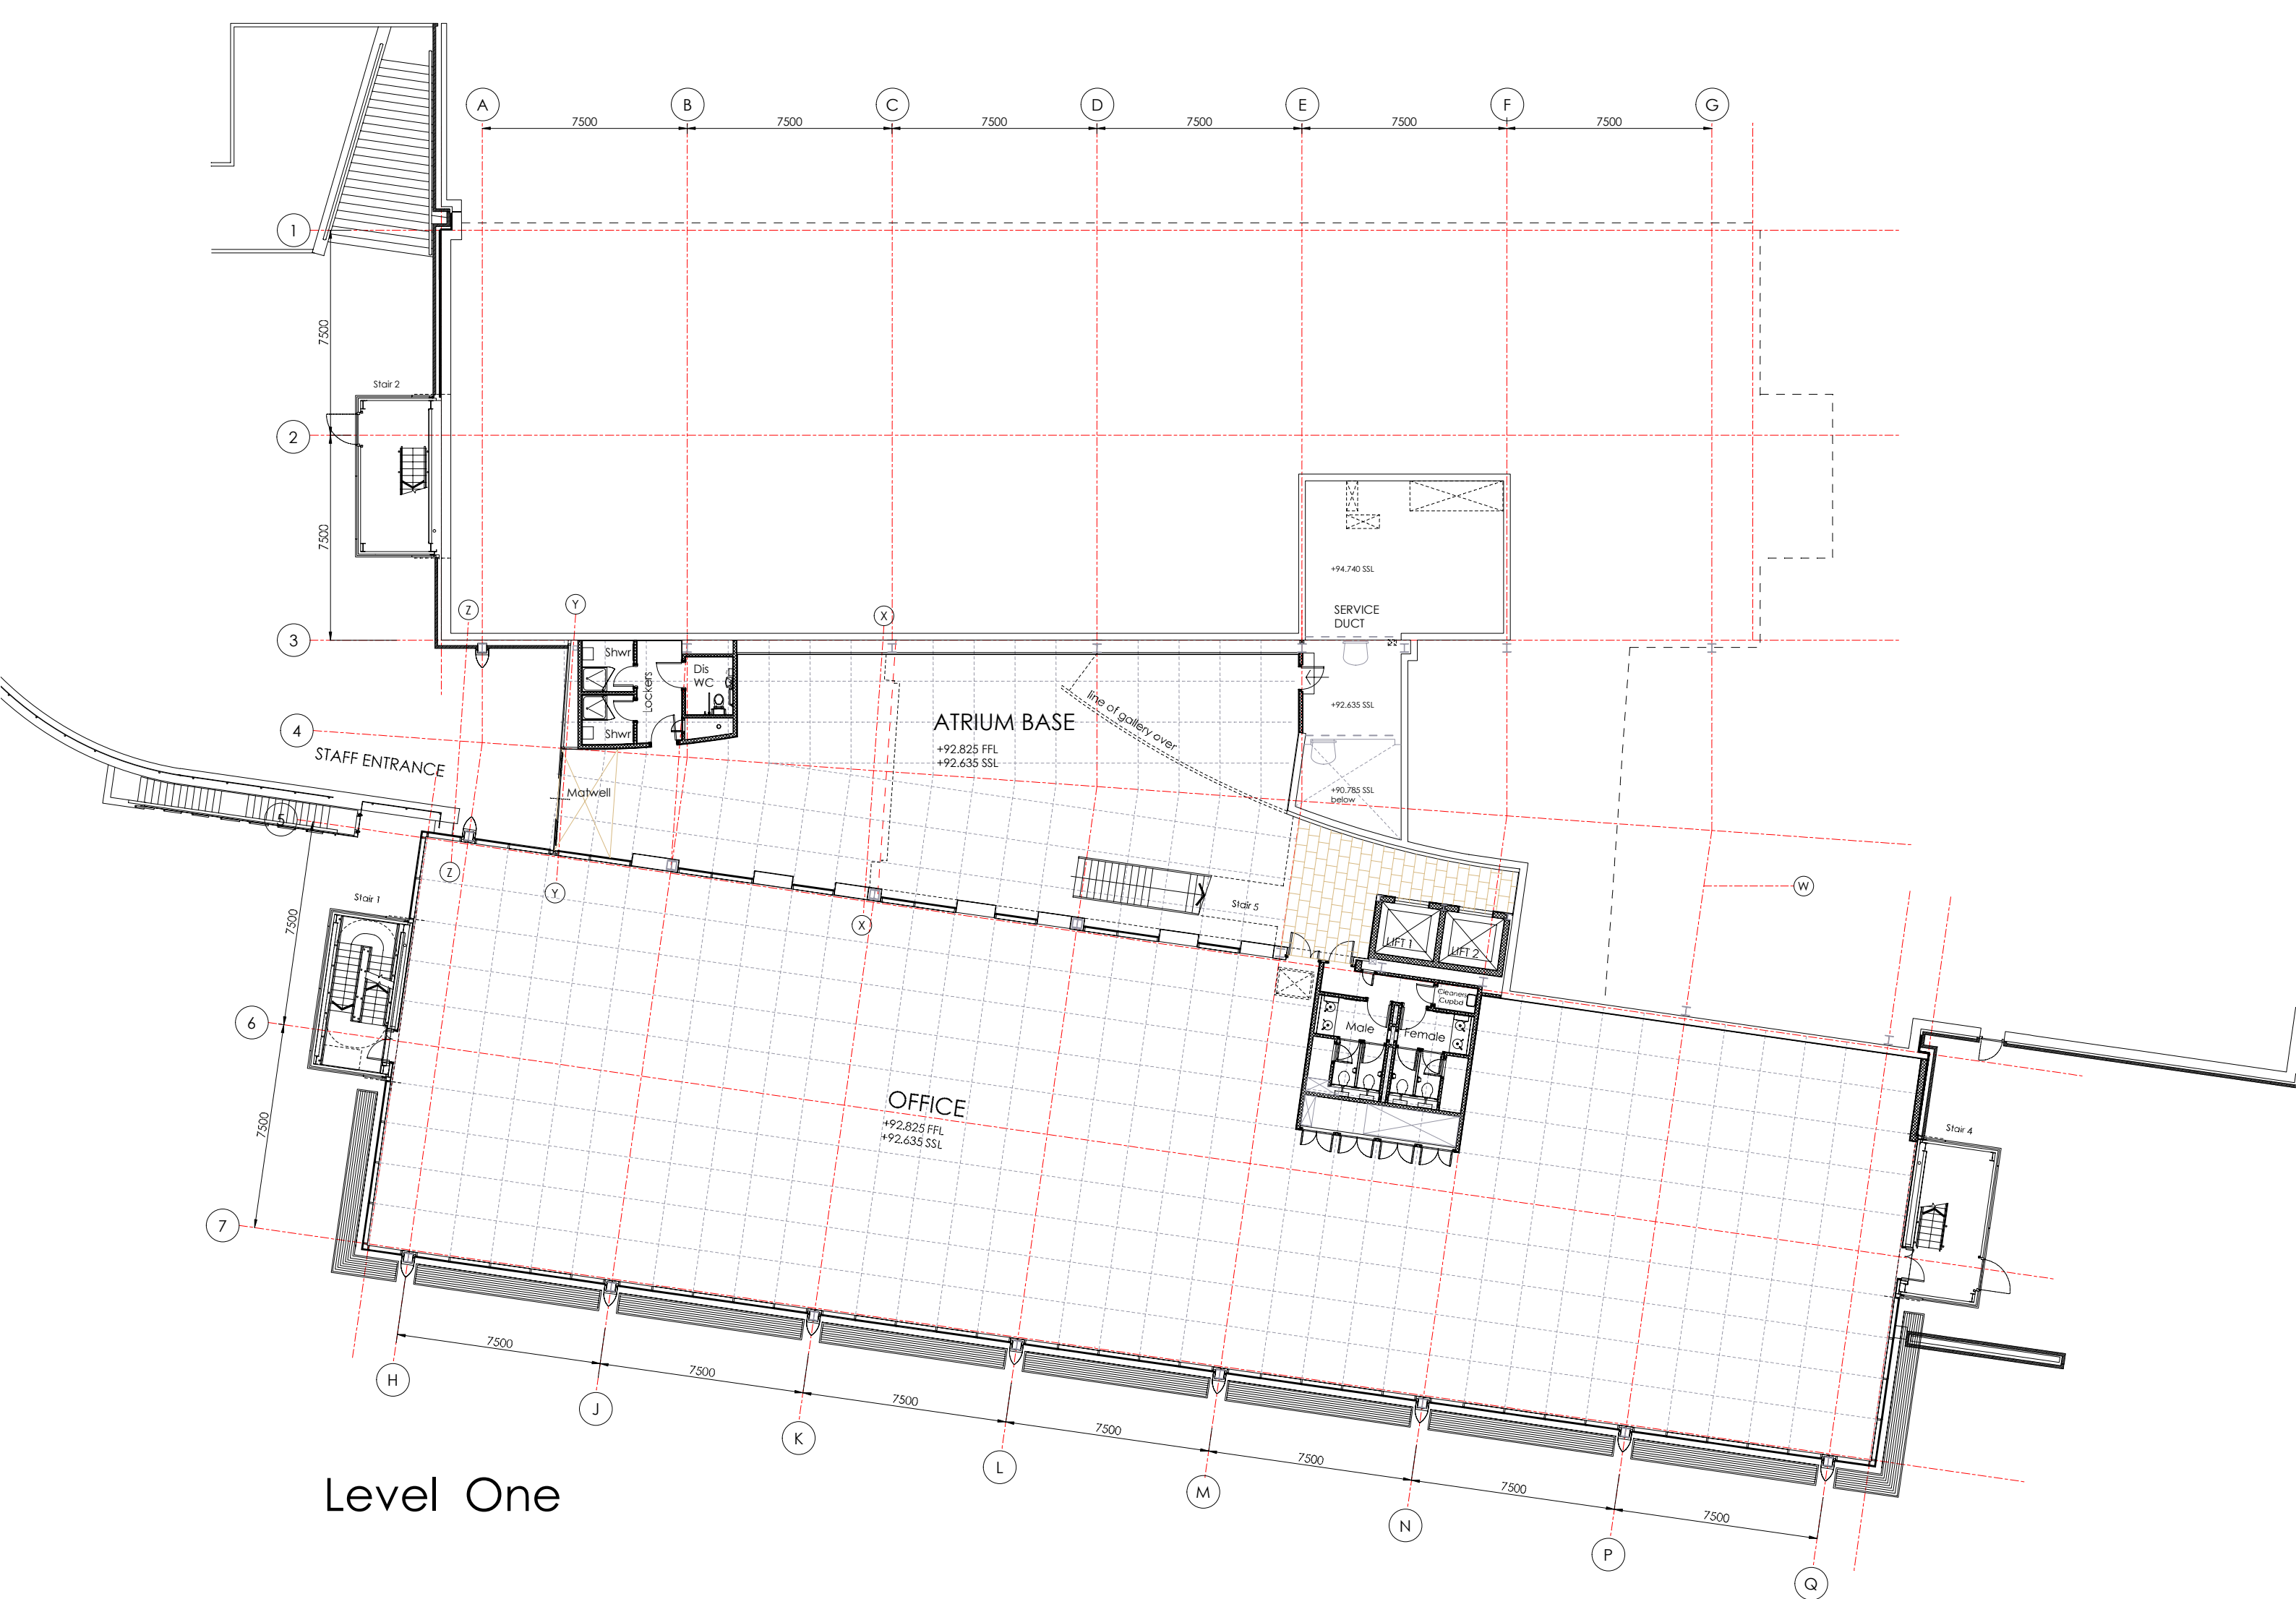 A
B
C
D
E
F
G
7500
7500
7500
7500
7500
7500
1
7500
Stair 2
2
7500
+94.740 SSL
SERVICE
DUCT
Z
Y
X
3
Shwr
Lockers
Dis
WC
line of gallery over
+92.635 SSL
4
Shwr
ATRIUM BASE
+92.825 FFL
+92.635 SSL
STAFF ENTRANCE
Matwell
+90.785 SSL
below
5
Z
Y
X
W
Stair 1
Stair 5
7500
LIFT 1
LIFT 2
Cleaners
Cupbd
6
Male
Female
7500
OFFICE
+92.825 FFL
+92.635 SSL
Stair 4
7
7500
7500
7500
7500
7500
7500
7500
H
J
K
L
M
N
P
Q
Level One